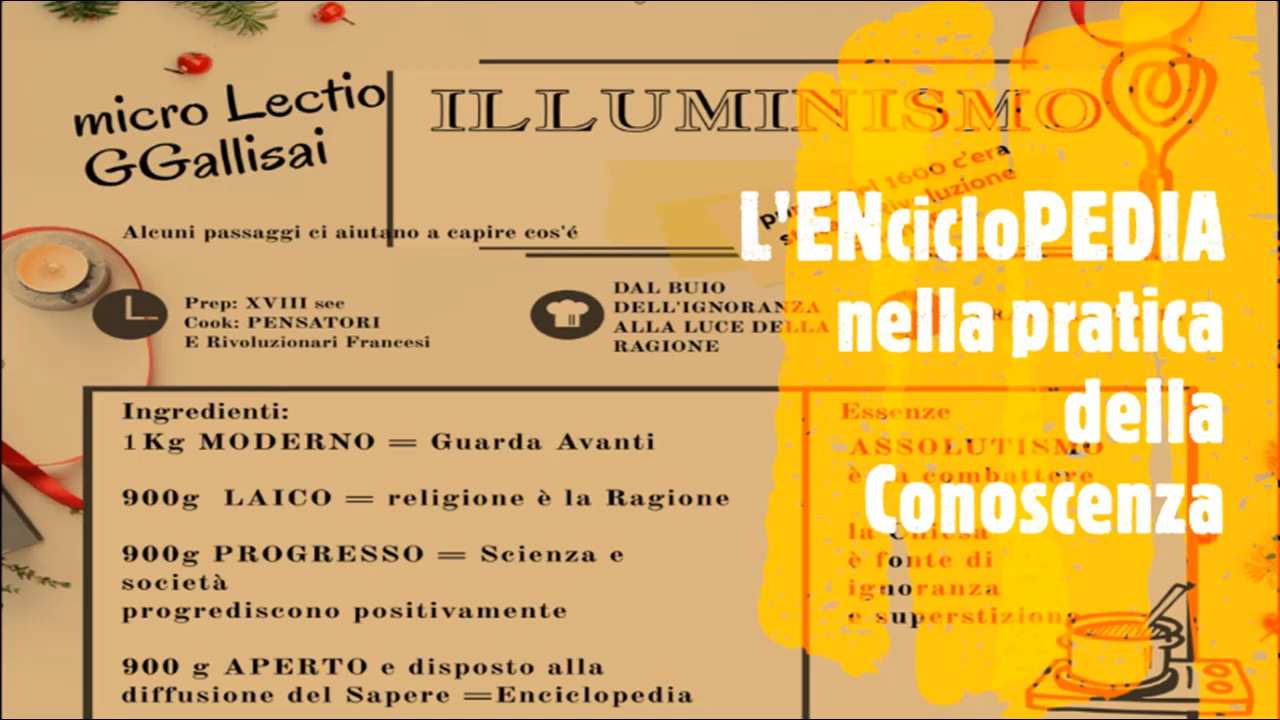 micro Lectio
GGallisai
ILLUMINISMO
1600 c'era
Alcuni passaggi ci aiutano a capire cos'é
L'ENcicloPEDIA
nella pratica
della
Conoscenza
Prep: XVIII sec
Cook: PENSATORI
E Rivoluzionari Francesi
DAL BUIO
DELL'IGNORANZA
ALLA LUCE DELLA
RAGIONE
Ingredienti:
1Kg MODERNO = Guarda Avanti
900g LAICO = religione è la Ragione
900g PROGRESSO = Scienza e
società
progrediscono positivamente
900 g APERTO e disposto alla
diffusione del Sapere =Enciclopedia
Essenze
ASSOLUTISMO
è da combattere
la Chiesa
è fonte di
ignoranza
e superstizione